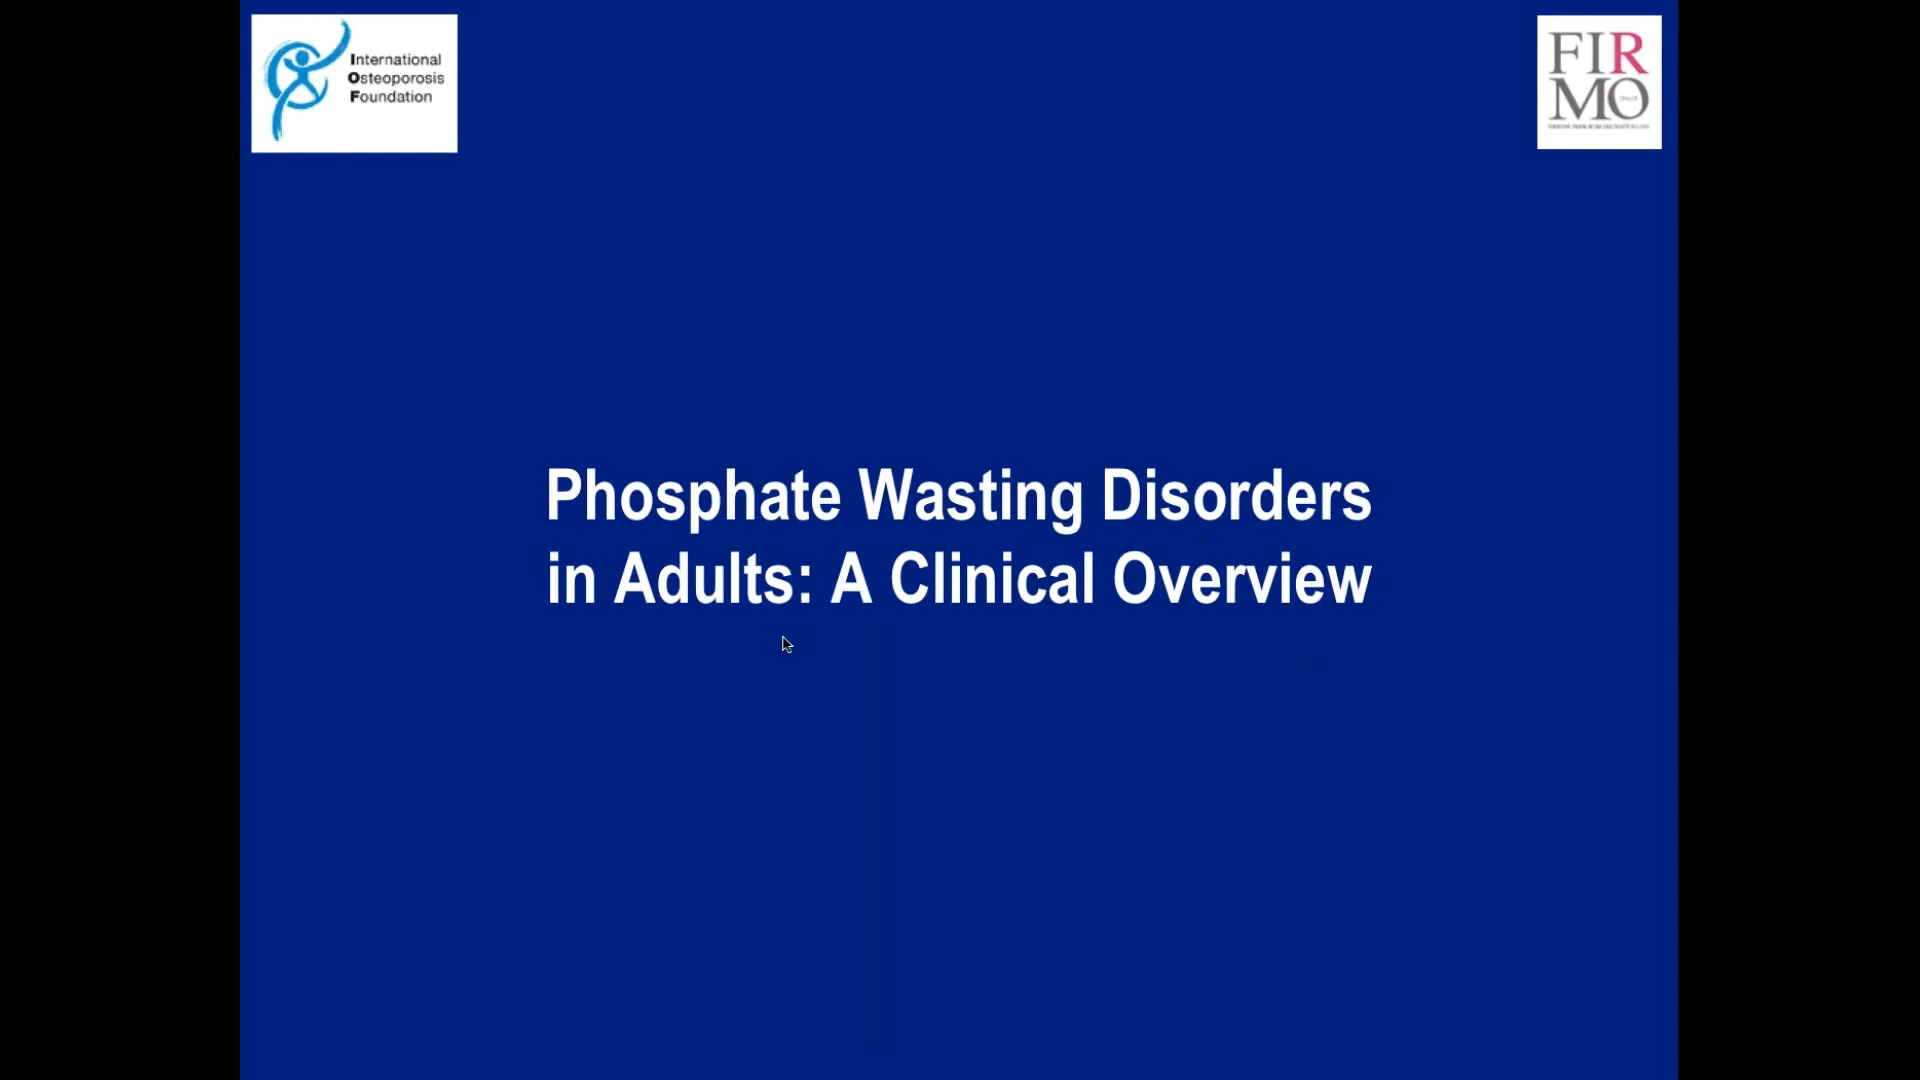 International
Osteoporosis
Foundation
FIR
MO
Phosphate Wasting Disorders
in Adults: A Clinical Overview